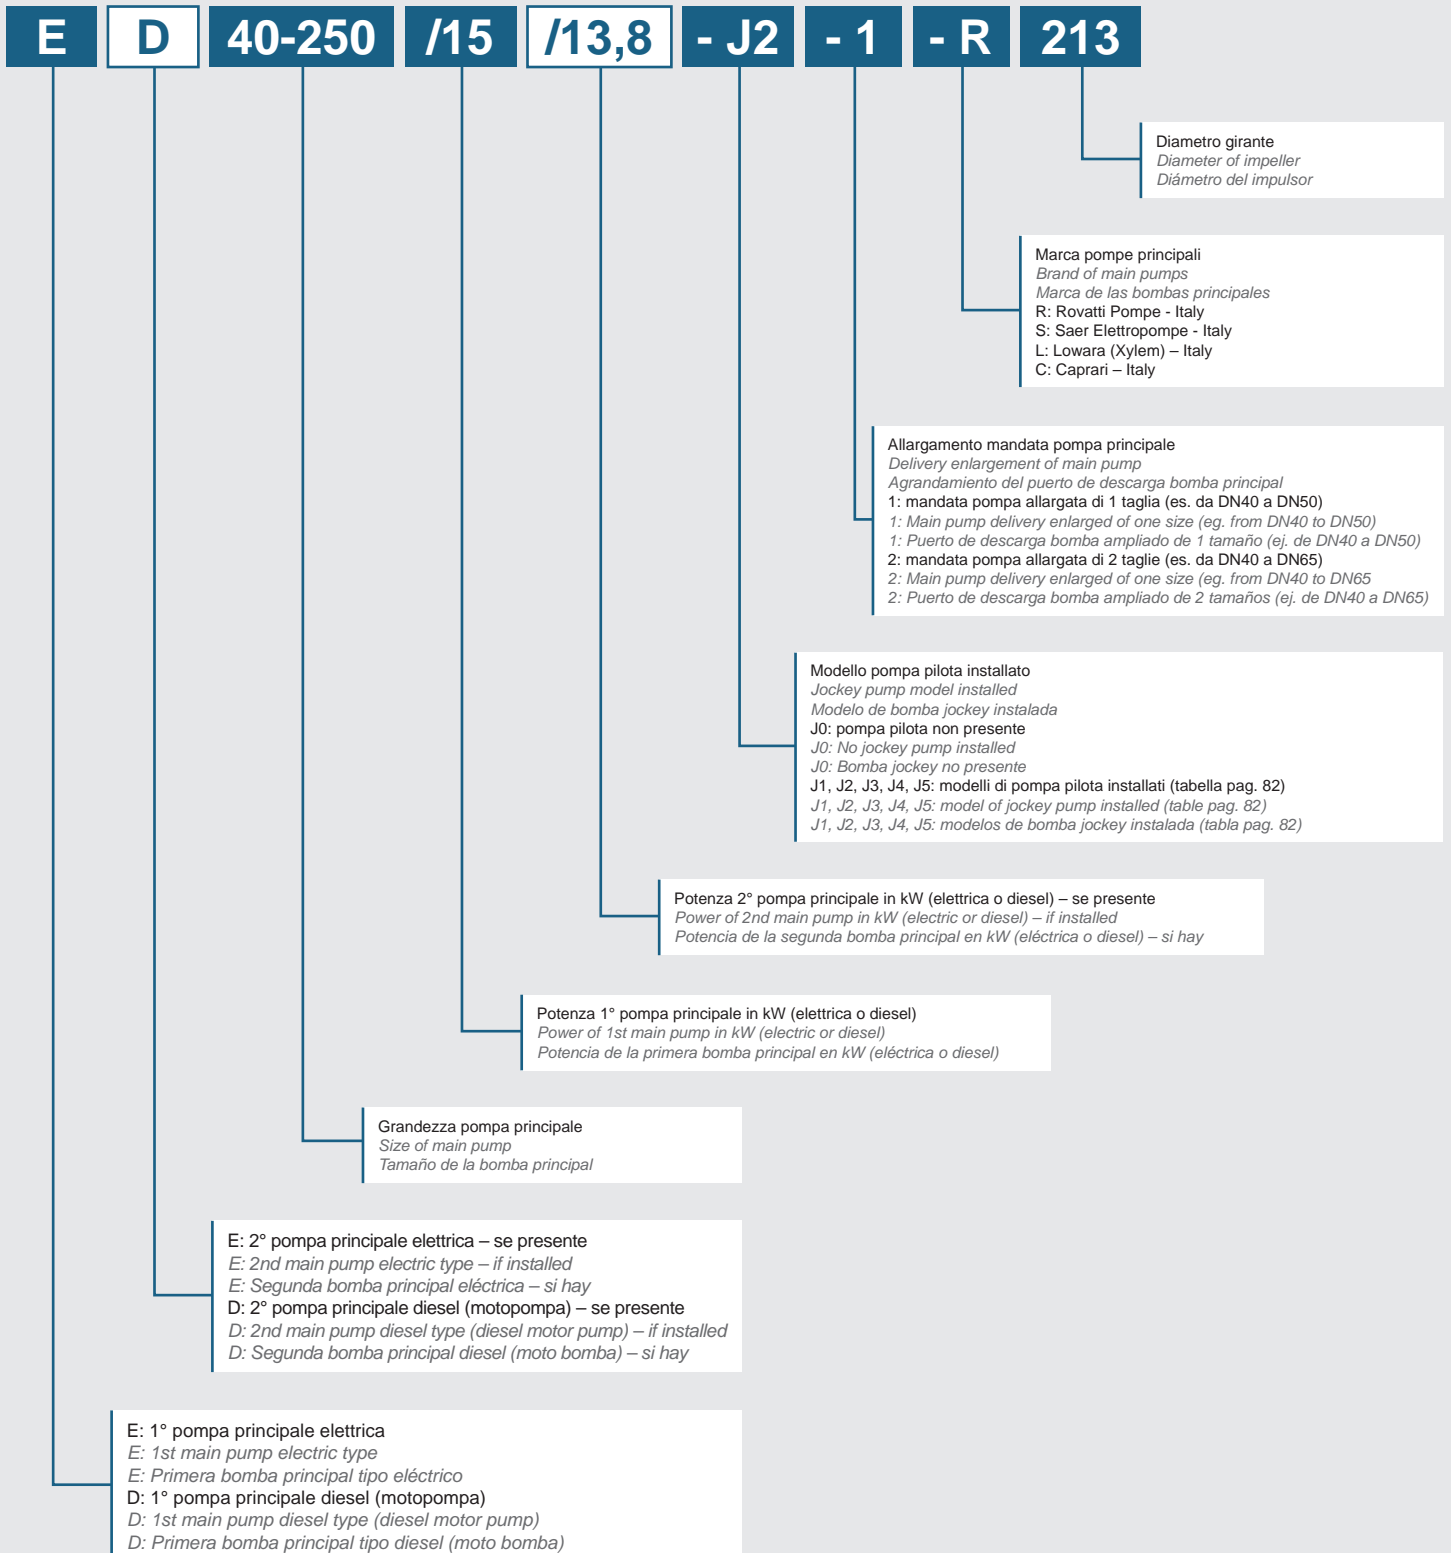 E D 40-250 /15 /13,8 - J2 - 1 - R 213
Diametro girante
Diameter of impeller
Diámetro del impulsor
Marca pompe principali
Brand of main pumps
Marca de las bombas principales
R: Rovatti Pompe - Italy
S: Saer Elettropompe - Italy
L: Lowara (Xylem) – Italy
C: Caprari – Italy
Allargamento mandata pompa principale
Delivery enlargement of main pump
Agrandamiento del puerto de descarga bomba principal
1: mandata pompa allargata di 1 taglia (es. da DN40 a DN50)
1: Main pump delivery enlarged of one size (eg. from DN40 to DN50)
1: Puerto de descarga bomba ampliado de 1 tamaño (ej. de DN40 a DN50)
2: mandata pompa allargata di 2 taglie (es. da DN40 a DN65)
2: Main pump delivery enlarged of one size (eg. from DN40 to DN65
2: Puerto de descarga bomba ampliado de 2 tamaños (ej. de DN40 a DN65)
Modello pompa pilota installato
Jockey pump model installed
Modelo de bomba jockey instalada
J0: pompa pilota non presente
J0: No jockey pump installed
J0: Bomba jockey no presente
J1, J2, J3, J4, J5: modelli di pompa pilota installati (tabella pag. 82)
J1, J2, J3, J4, J5: model of jockey pump installed (table pag. 82)
J1, J2, J3, J4, J5: modelos de bomba jockey instalada (tabla pag. 82)
Potenza 2° pompa principale in kW (elettrica o diesel) – se presente
Power of 2nd main pump in kW (electric or diesel) – if installed
Potencia de la segunda bomba principal en kW (eléctrica o diesel) – si hay
Potenza 1° pompa principale in kW (elettrica o diesel)
Power of 1st main pump in kW (electric or diesel)
Potencia de la primera bomba principal en kW (eléctrica o diesel)
Grandezza pompa principale
Size of main pump
Tamaño de la bomba principal
E: 2° pompa principale elettrica – se presente
E: 2nd main pump electric type – if installed
E: Segunda bomba principal eléctrica – si hay
D: 2° pompa principale diesel (motopompa) – se presente
D: 2nd main pump diesel type (diesel motor pump) – if installed
D: Segunda bomba principal diesel (moto bomba) – si hay
E: 1° pompa principale elettrica
E: 1st main pump electric type
E: Primera bomba principal tipo eléctrico
D: 1° pompa principale diesel (motopompa)
D: 1st main pump diesel type (diesel motor pump)
D: Primera bomba principal tipo diesel (moto bomba)